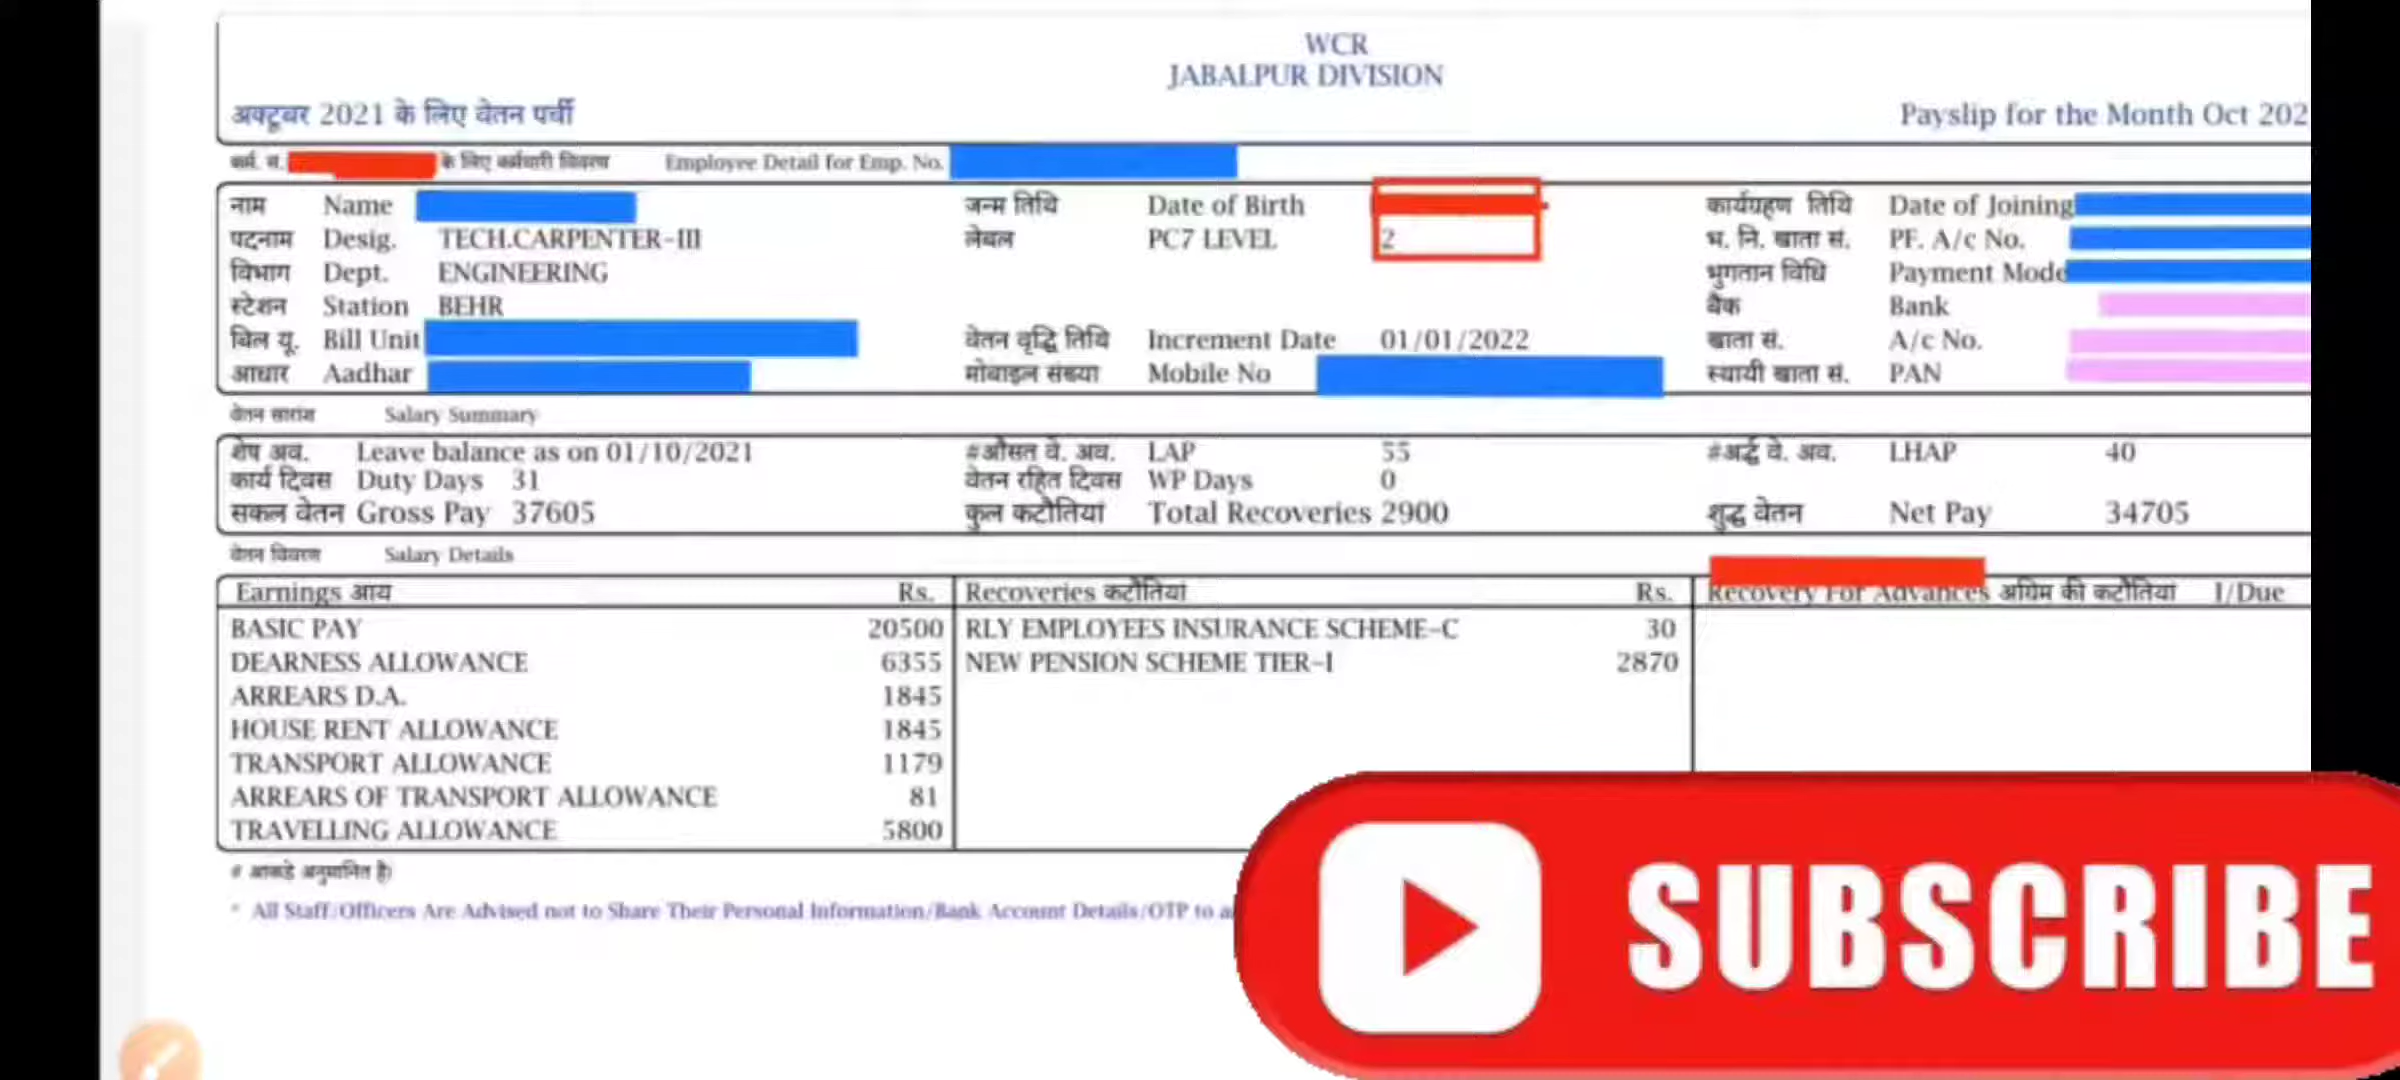 WCR
JABALPUR DIVISION
अक्टूबर 2021 के लिए वेतन पर्ची Payslip for the Month Oct 202
कर्म. सं. के लिए कर्मचारी विवरण Employee Detail for Emp. No.
नाम Name जन्म तिथि Date of Birth कार्यग्रहण तिथि Date of Joining
पदनाम Desig. TECH.CARPENTER-III लेवल PC7 LEVEL 2 भ. नि. खाता सं. PF. A/c No.
विभाग Dept. ENGINEERING भुगतान विधि Payment Mode
स्टेशन Station BEHR बैंक Bank
बिल यू. Bill Unit वेतन वृद्धि तिथि Increment Date 01/01/2022 खाता सं. A/c No.
आधार Aadhar मोबाइल संख्या Mobile No स्थायी खाता सं. PAN
वेतन सारांश Salary Summary
शेष अव. Leave balance as on 01/10/2021 #औसत वे. अव. LAP 55 #अर्द्ध वे. अव. LHAP 40
कार्य दिवस Duty Days 31 वेतन रहित दिवस WP Days 0
सकल वेतन Gross Pay 37605 कुल कटौतियां Total Recoveries 2900 शुद्ध वेतन Net Pay 34705
वेतन विवरण Salary Details
Earnings आय Rs. Recoveries कटौतियां Rs. Recovery For Advances अग्रिम की कटौतियां I/Due
BASIC PAY 20500 RLY EMPLOYEES INSURANCE SCHEME-C 30
DEARNESS ALLOWANCE 6355 NEW PENSION SCHEME TIER-I 2870
ARREARS D.A. 1845
HOUSE RENT ALLOWANCE 1845
TRANSPORT ALLOWANCE 1179
ARREARS OF TRANSPORT ALLOWANCE 81
TRAVELLING ALLOWANCE 5800
# आंकडे अनुमानित है)
* All Staff/Officers Are Advised not to Share Their Personal Information/Bank Account Details/OTP to a
SUBSCRIBE